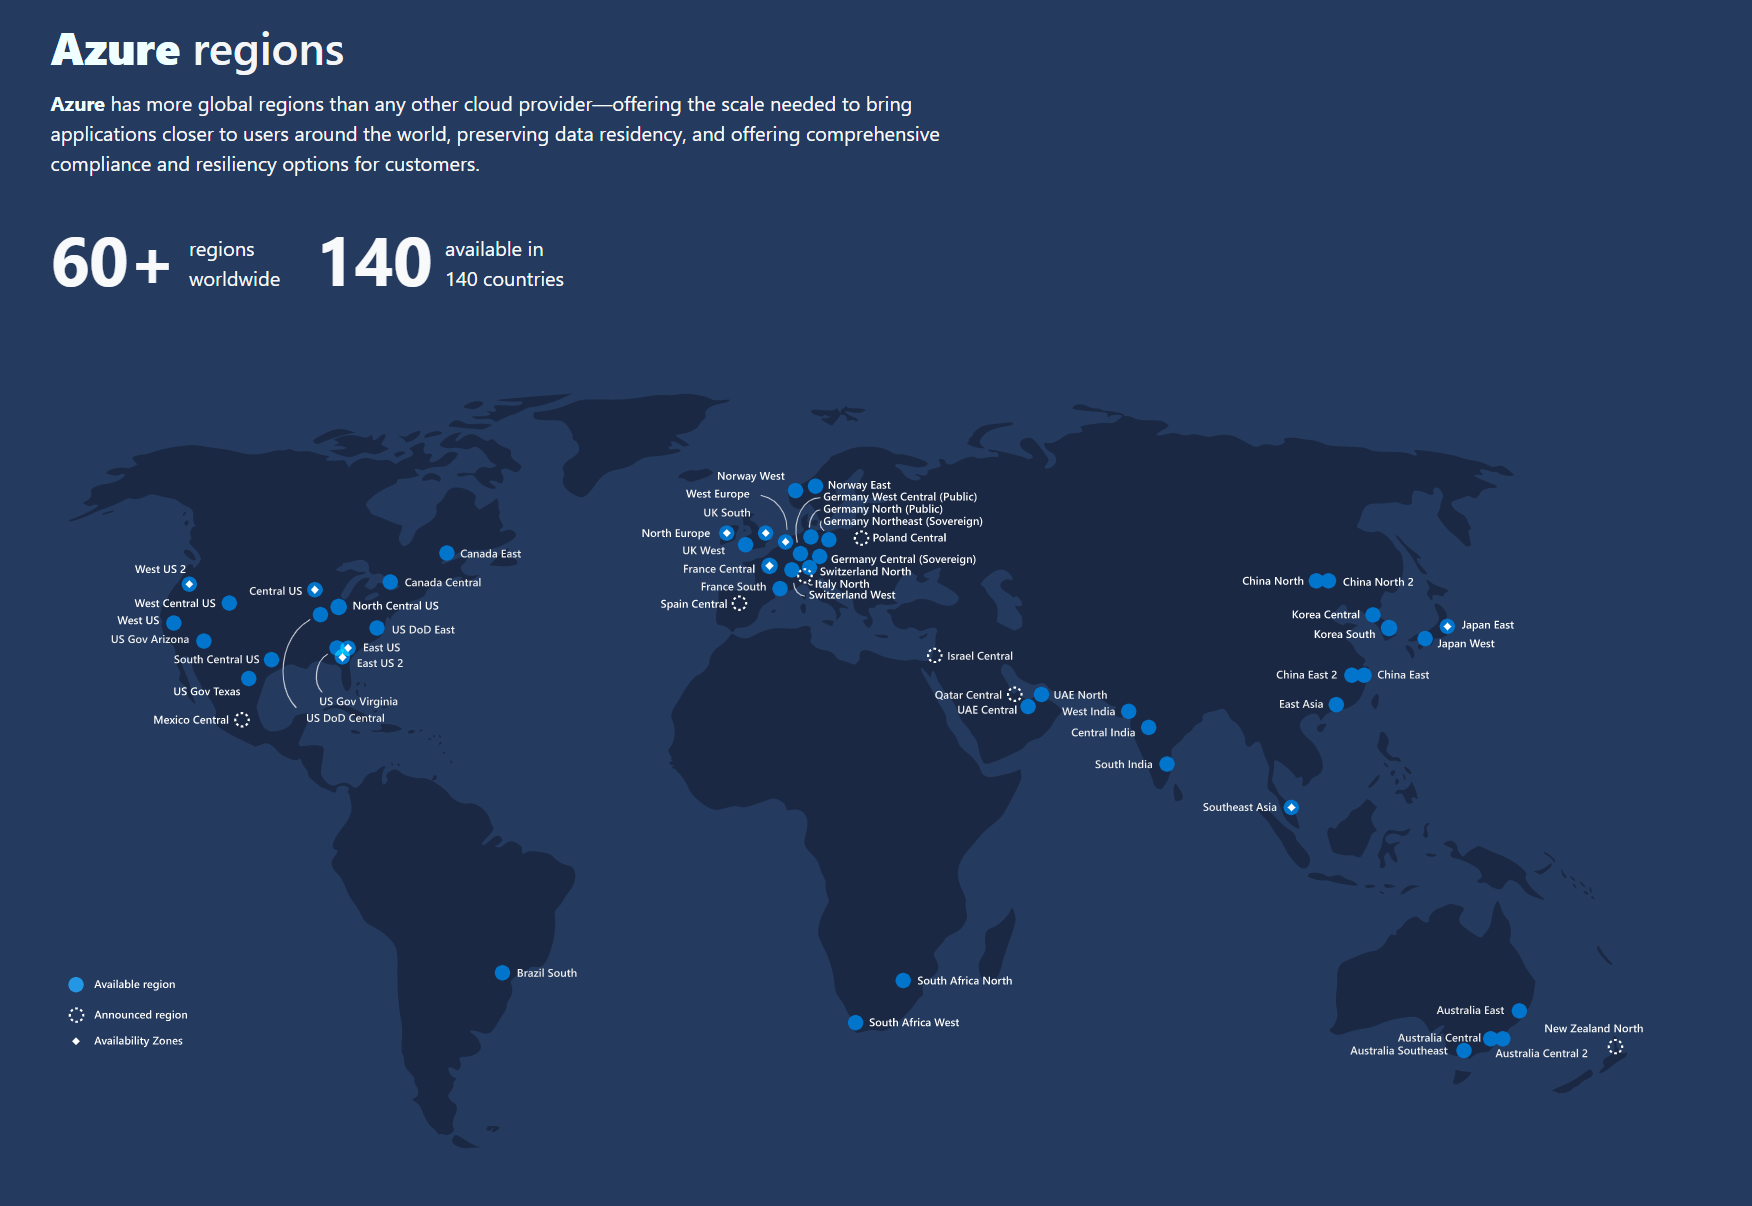 Azure regions
Azure has more global regions than any other cloud provider—offering the scale needed to bring
applications closer to users around the world, preserving data residency, and offering comprehensive
compliance and resiliency options for customers.
60+ regions worldwide
140 available in 140 countries
Norway West
Norway East
West Europe
Germany West Central (Public)
Germany North (Public)
UK South
Germany Northeast (Sovereign)
North Europe
Poland Central
UK West
Germany Central (Sovereign)
France Central
Switzerland North
Italy North
France South
Switzerland West
Spain Central
Canada East
West US 2
Canada Central
Central US
West Central US
North Central US
West US
US DoD East
US Gov Arizona
East US
South Central US
East US 2
US Gov Texas
US Gov Virginia
Mexico Central
US DoD Central
China North
China North 2
Korea Central
Japan East
Korea South
Japan West
Israel Central
China East 2
China East
Qatar Central
UAE North
East Asia
UAE Central
West India
Central India
South India
Southeast Asia
Brazil South
South Africa North
South Africa West
Australia East
New Zealand North
Australia Central
Australia Southeast
Australia Central 2
Available region
Announced region
Availability Zones